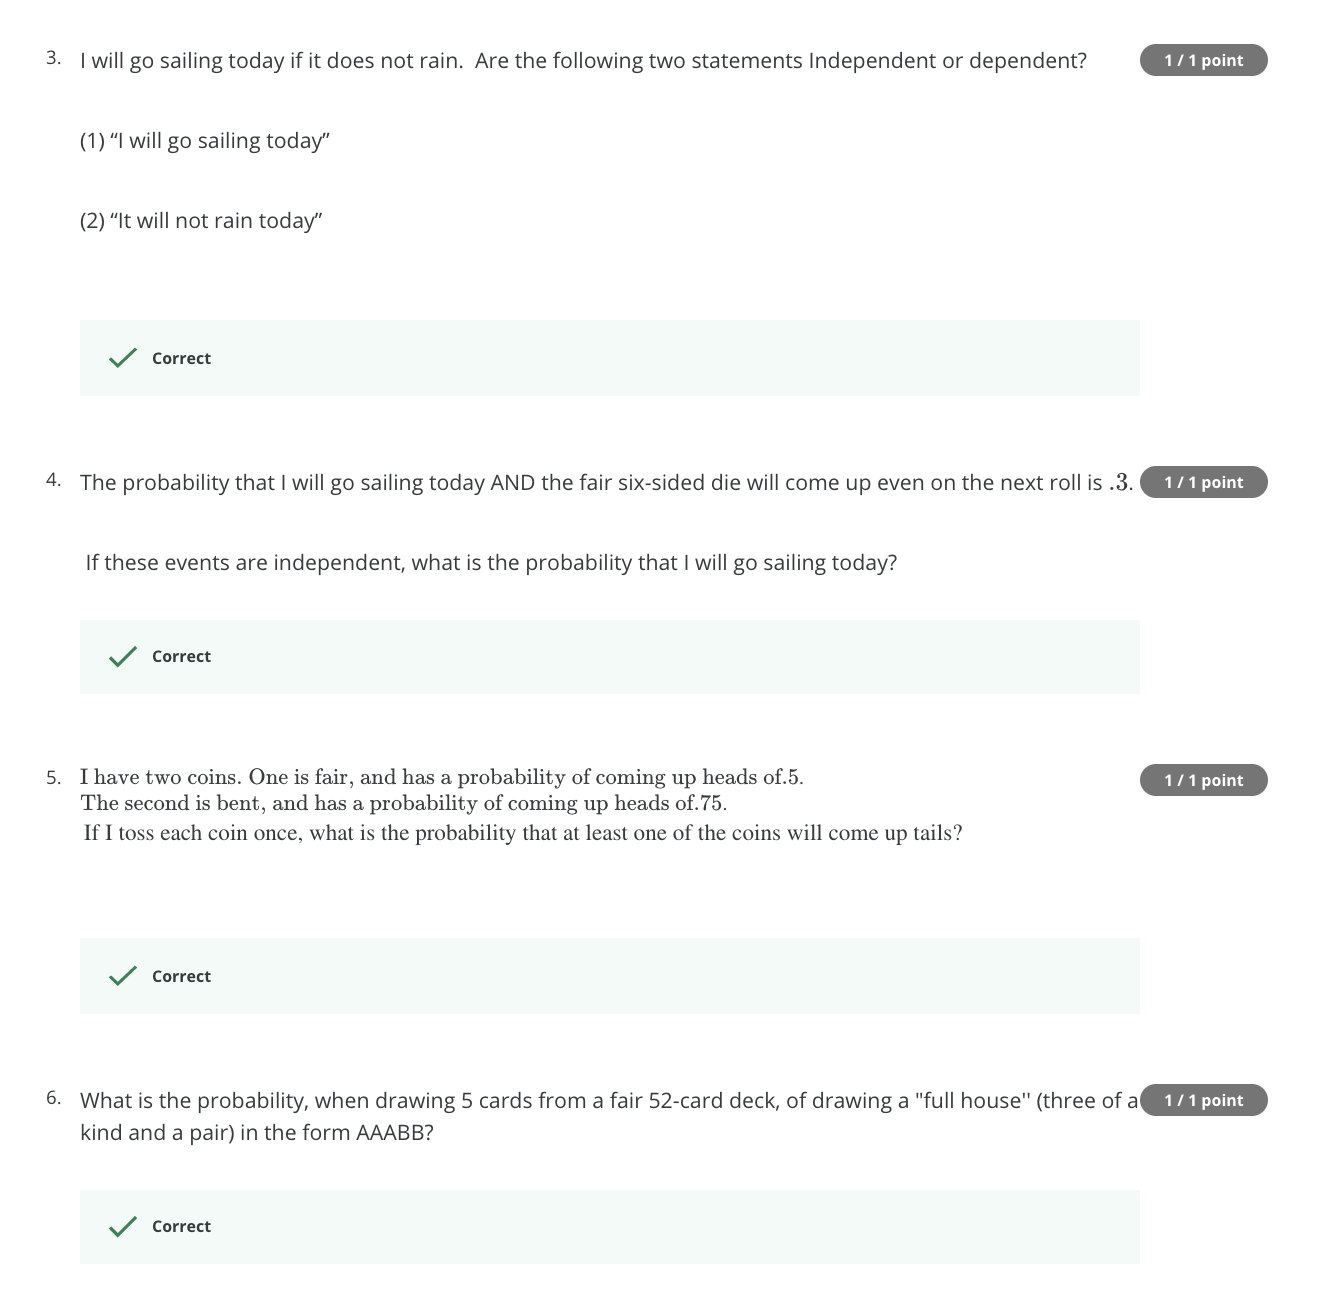 3. I will go sailing today if it does not rain.  Are the following two statements Independent or dependent? 1 / 1 point
(1) “I will go sailing today”
(2) “It will not rain today”
Correct
4. The probability that I will go sailing today AND the fair six-sided die will come up even on the next roll is .3. 1 / 1 point
If these events are independent, what is the probability that I will go sailing today?
Correct
5. I have two coins. One is fair, and has a probability of coming up heads of.5. 1 / 1 point
The second is bent, and has a probability of coming up heads of.75.
If I toss each coin once, what is the probability that at least one of the coins will come up tails?
Correct
6. What is the probability, when drawing 5 cards from a fair 52-card deck, of drawing a "full house'' (three of a 1 / 1 point
kind and a pair) in the form AAABB?
Correct